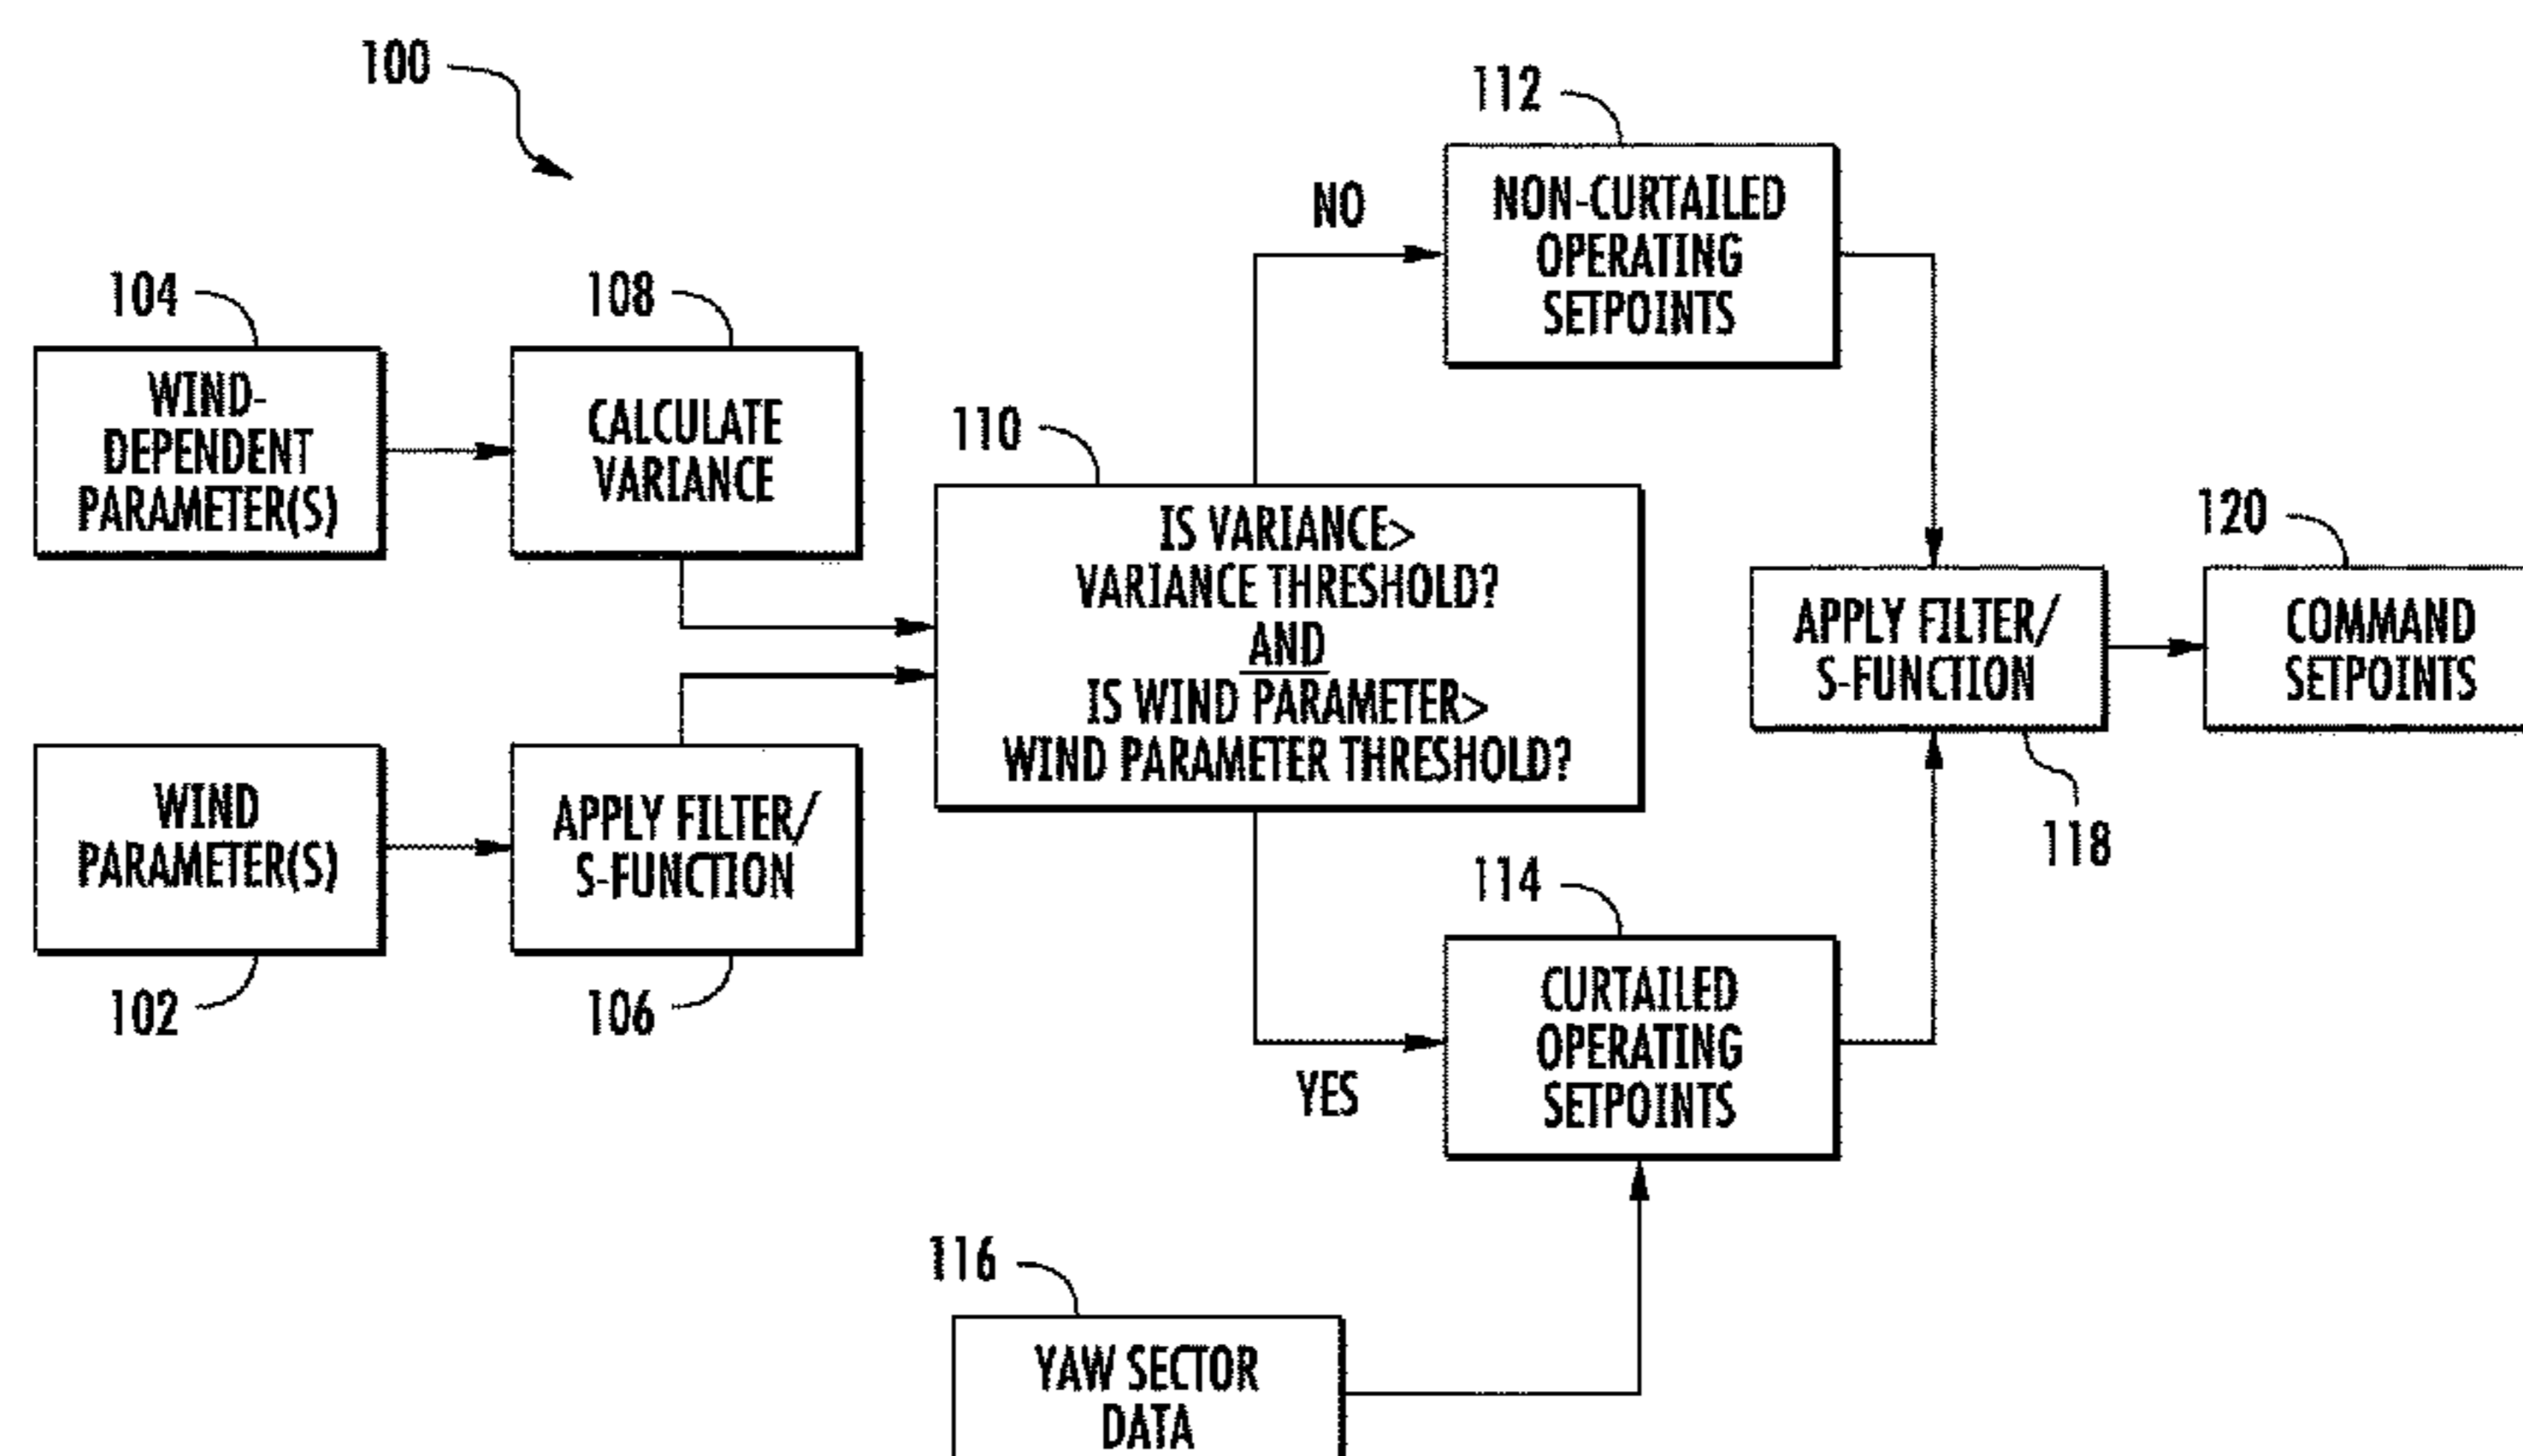 100
112
NON-CURTAILED
OPERATING
SETPOINTS
NO
104
WIND-
DEPENDENT
PARAMETER(S)
108
CALCULATE
VARIANCE
110
IS VARIANCE>
VARIANCE THRESHOLD?
AND
IS WIND PARAMETER>
WIND PARAMETER THRESHOLD?
120
COMMAND
SETPOINTS
APPLY FILTER/
S-FUNCTION
118
WIND
PARAMETER(S)
102
APPLY FILTER/
S-FUNCTION
106
114
CURTAILED
OPERATING
SETPOINTS
YES
116
YAW SECTOR
DATA